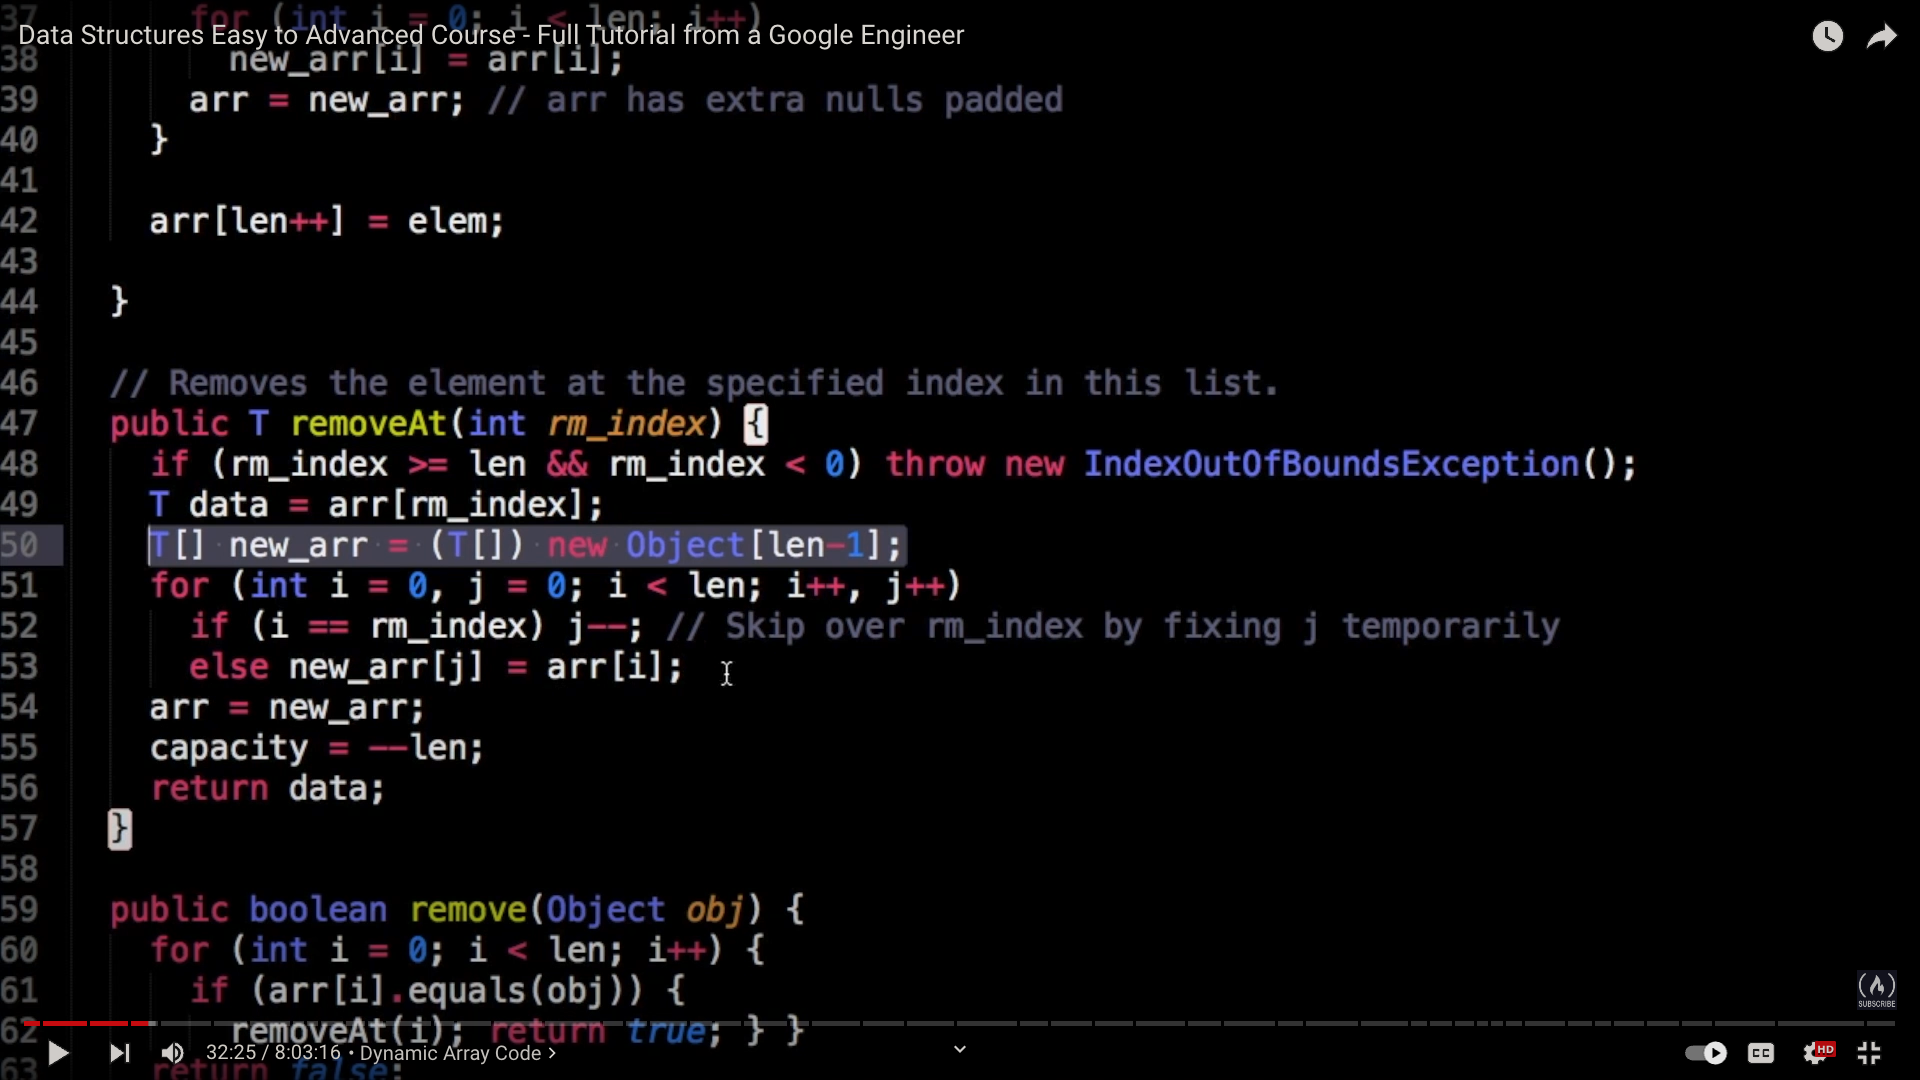 37 for (int i = 0; i < len; i++)
Data Structures Easy to Advanced Course - Full Tutorial from a Google Engineer
38 new_arr[i] = arr[i];
39 arr = new_arr; // arr has extra nulls padded
40 }
41
42 arr[len++] = elem;
43
44 }
45
46 // Removes the element at the specified index in this list.
47 public T removeAt(int rm_index) {
48 if (rm_index >= len && rm_index < 0) throw new IndexOutOfBoundsException();
49 T data = arr[rm_index];
50 T[] new_arr = (T[]) new Object[len-1];
51 for (int i = 0, j = 0; i < len; i++, j++)
52 if (i == rm_index) j--; // Skip over rm_index by fixing j temporarily
53 else new_arr[j] = arr[i];
54 arr = new_arr;
55 capacity = --len;
56 return data;
57 }
58
59 public boolean remove(Object obj) {
60 for (int i = 0; i < len; i++) {
61 if (arr[i].equals(obj)) {
SUBSCRIBE
62 removeAt(i); return true; } }
32:25 / 8:03:16 • Dynamic Array Code >
CC
HD
63 return false;